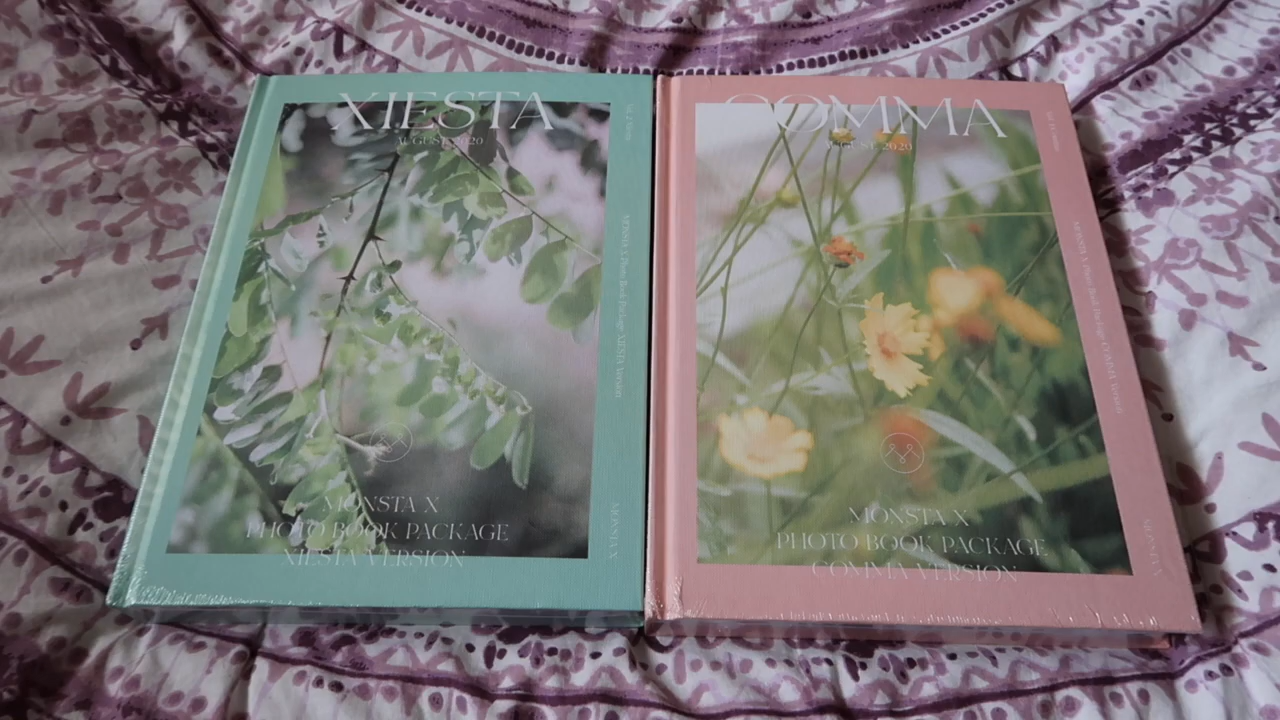 XIESTA
AUGUST, 2020
MONSTA X Photo Book Package XIESTA Version
MONSTA X
MONSTA X
PHOTO BOOK PACKAGE
XIESTA VERSION
COMMA
AUGUST, 2020
MONSTA X Photo Book Package COMMA Version
MONSTA X
MONSTA X
PHOTO BOOK PACKAGE
COMMA VERSION